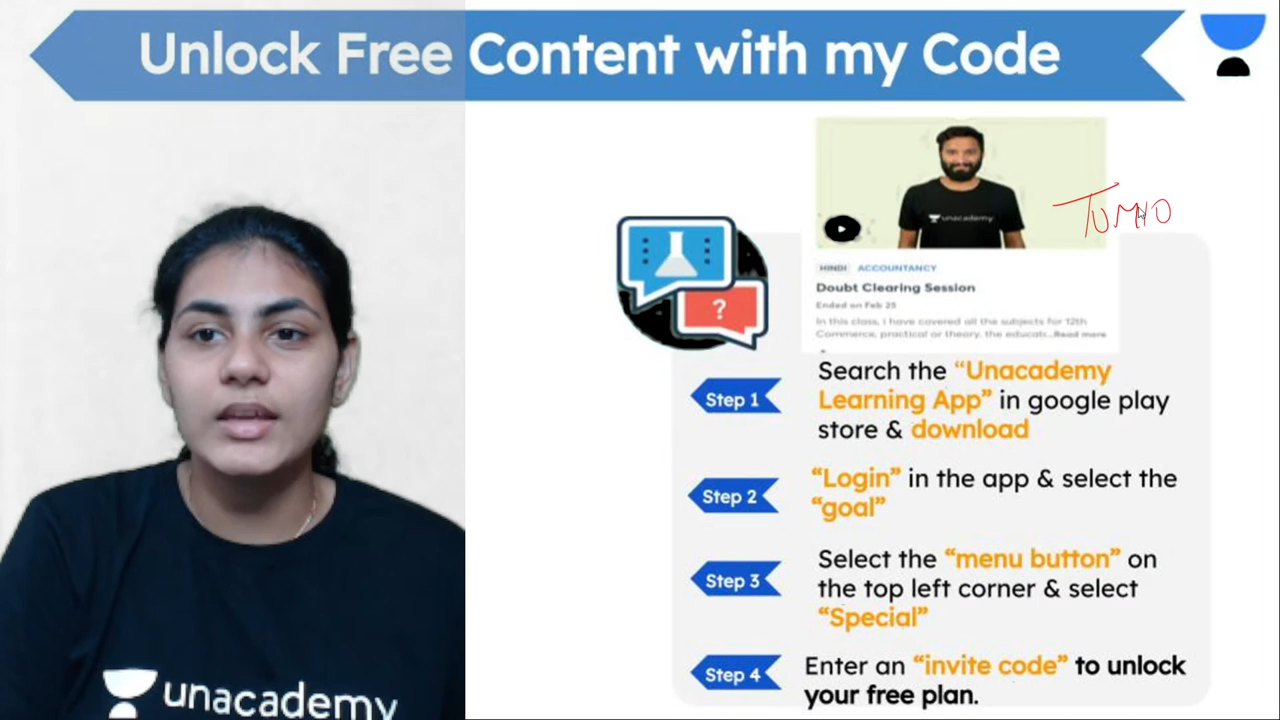 Unlock Free Content with my Code
unacademy
HINDI ACCOUNTANCY
Doubt Clearing Session
Ended on Feb 25
In this class, i have covered all the subjects for 12th
Commerce, practical or theory. the educats...Read more
?
Step 1
Search the “Unacademy
Learning App” in google play
store & download
Step 2
“Login” in the app & select the
“goal”
Step 3
Select the “menu button” on
the top left corner & select
“Special”
Step 4
Enter an “invite code” to unlock
your free plan.
unacademy